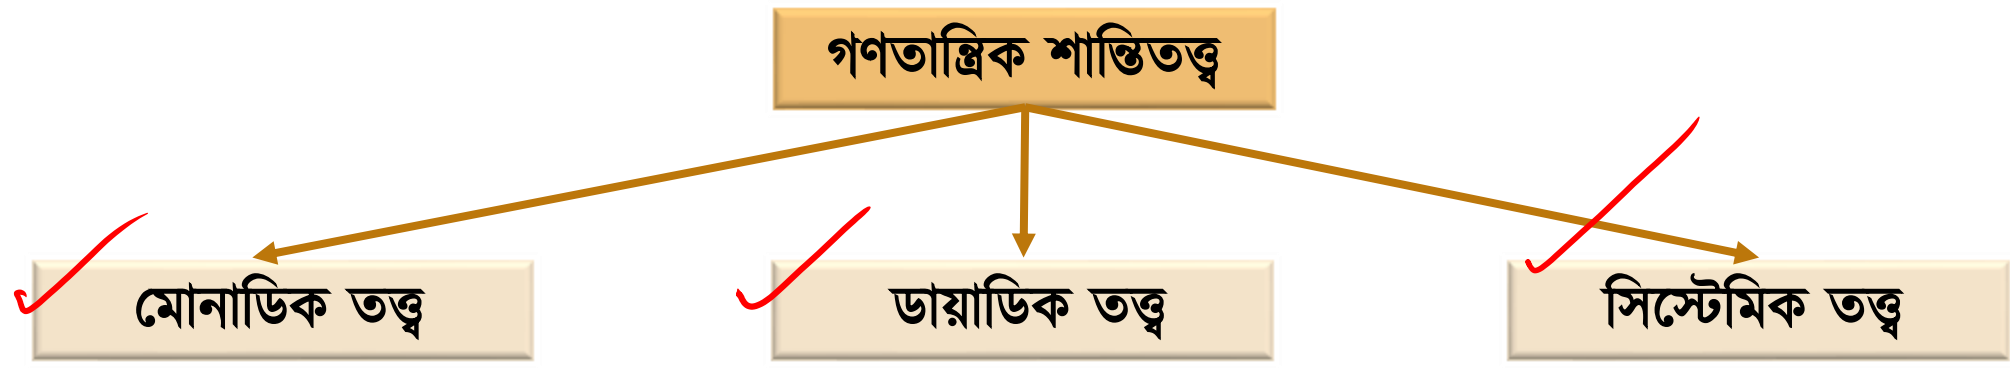 গণতান্ত্রিক শান্তিতত্ত্ব
মোনাডিক তত্ত্ব
ডায়াডিক তত্ত্ব
সিস্টেমিক তত্ত্ব